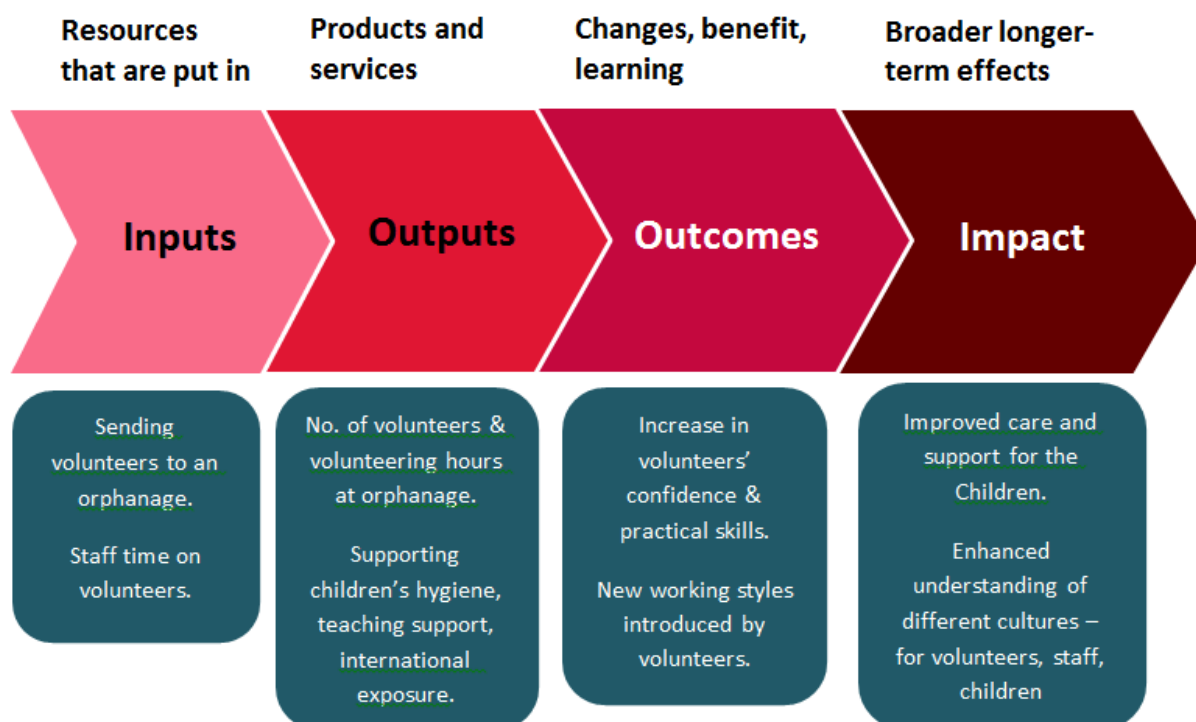 Resources
that are put in
Products and
services
Changes, benefit,
learning
Broader longer-
term effects
Inputs
Outputs
Outcomes
Impact
Sending
volunteers to an
orphanage.
Staff time on
volunteers.
No. of volunteers &
volunteering hours
at orphanage.
Supporting
children’s hygiene,
teaching support,
international
exposure.
Increase in
volunteers’
confidence &
practical skills.
New working styles
introduced by
volunteers.
Improved care and
support for the
Children.
Enhanced
understanding of
different cultures –
for volunteers, staff,
children